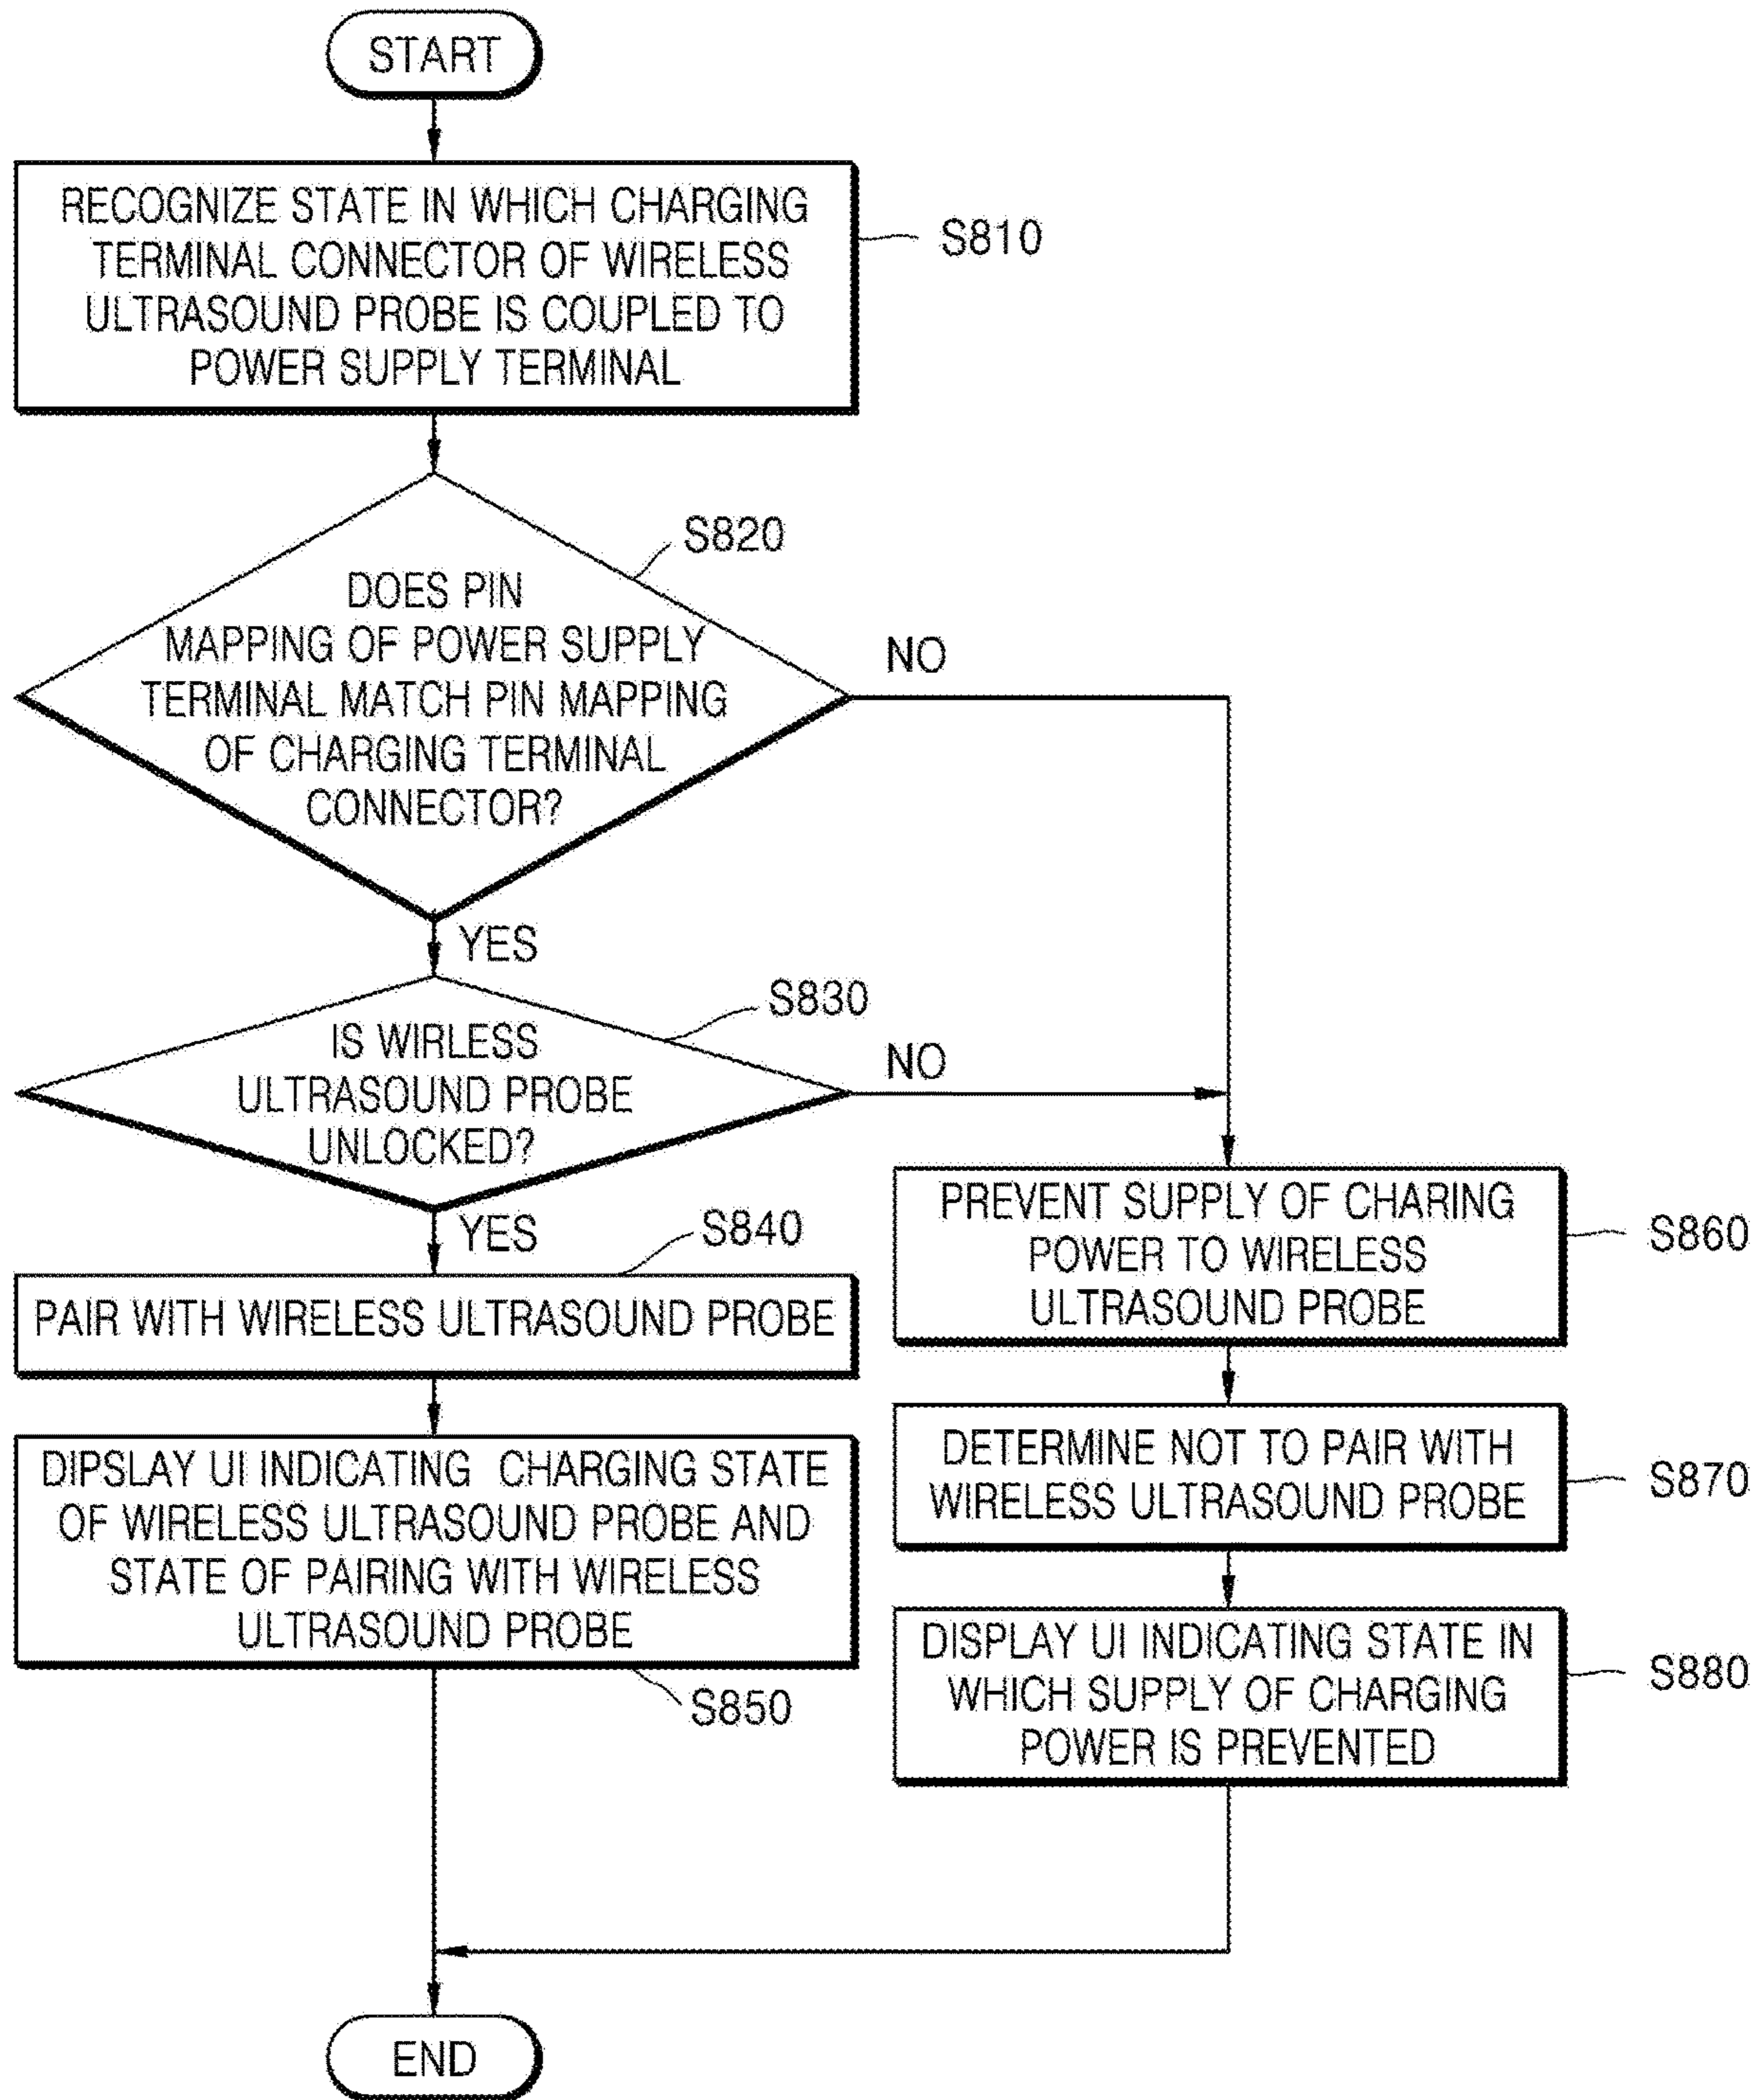 START
RECOGNIZE STATE IN WHICH CHARGING
TERMINAL CONNECTOR OF WIRELESS
ULTRASOUND PROBE IS COUPLED TO
POWER SUPPLY TERMINAL
S810
S820
DOES PIN
MAPPING OF POWER SUPPLY
TERMINAL MATCH PIN MAPPING
OF CHARGING TERMINAL
CONNECTOR?
NO
YES
S830
IS WIRLESS
ULTRASOUND PROBE
UNLOCKED?
NO
YES
S840
PAIR WITH WIRELESS ULTRASOUND PROBE
DIPSLAY UI INDICATING CHARGING STATE
OF WIRELESS ULTRASOUND PROBE AND
STATE OF PAIRING WITH WIRELESS
ULTRASOUND PROBE
S850
PREVENT SUPPLY OF CHARING
POWER TO WIRELESS
ULTRASOUND PROBE
S860
DETERMINE NOT TO PAIR WITH
WIRELESS ULTRASOUND PROBE
S870
DISPLAY UI INDICATING STATE IN
WHICH SUPPLY OF CHARGING
POWER IS PREVENTED
S880
END